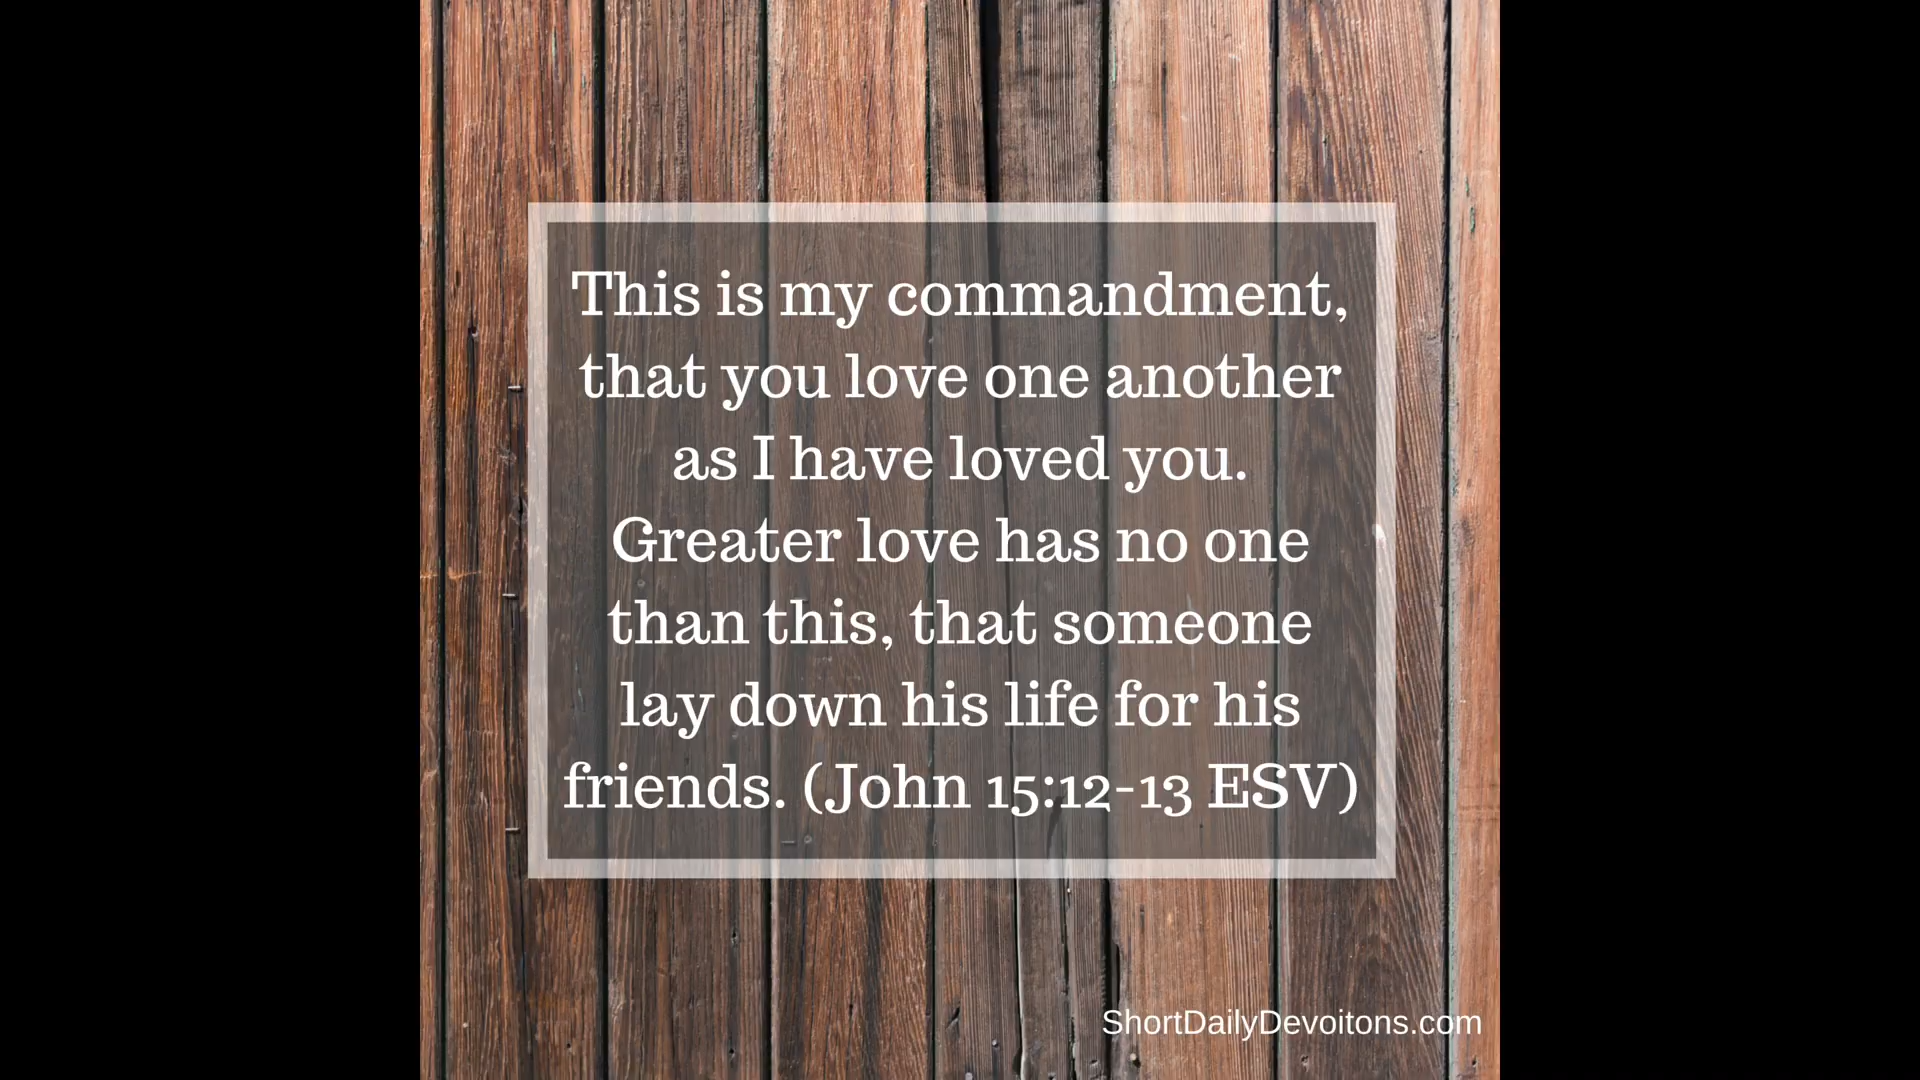 This is my commandment,
that you love one another
as I have loved you.
Greater love has no one
than this, that someone
lay down his life for his
friends. (John 15:12-13 ESV)
ShortDailyDevoitons.com